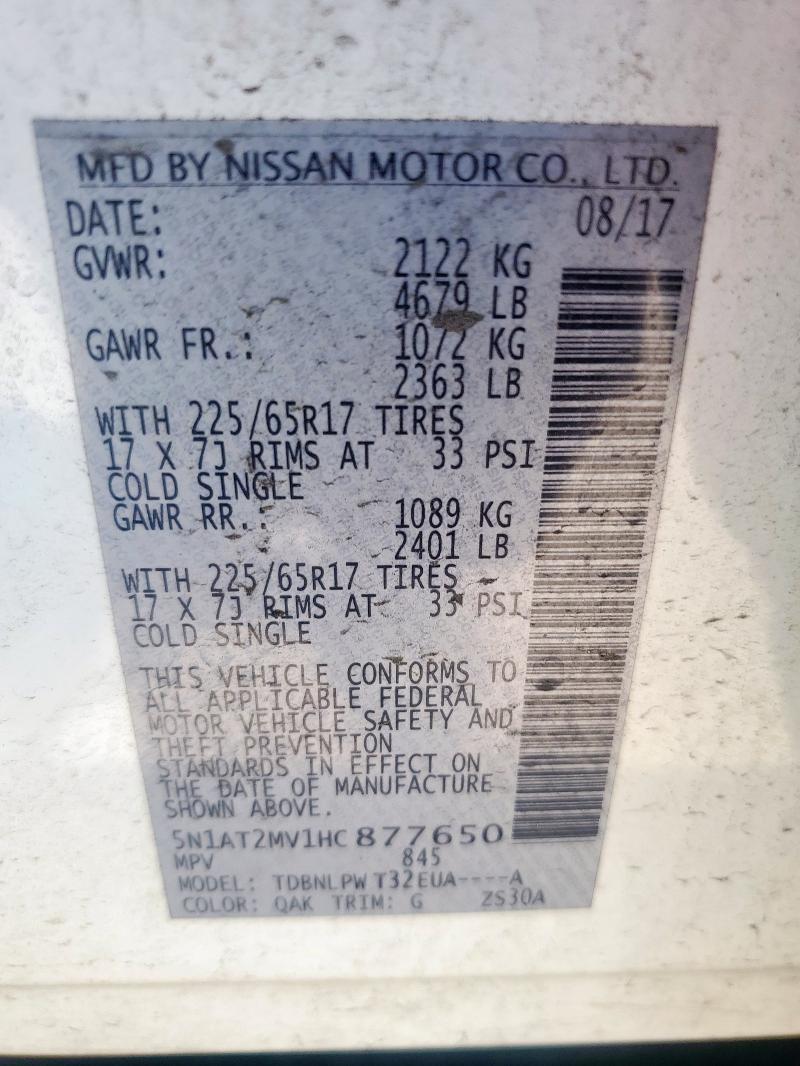 MFD BY NISSAN MOTOR CO., LTD.
DATE: 08/17
GVWR: 2122 KG
4679 LB
GAWR FR.: 1072 KG
2363 LB
WITH 225/65R17 TIRES
17 X 7J RIMS AT 33 PSI
COLD SINGLE
GAWR RR.: 1089 KG
2401 LB
WITH 225/65R17 TIRES
17 X 7J RIMS AT 33 PSI
COLD SINGLE
THIS VEHICLE CONFORMS TO
ALL APPLICABLE FEDERAL
MOTOR VEHICLE SAFETY AND
THEFT PREVENTION
STANDARDS IN EFFECT ON
THE DATE OF MANUFACTURE
SHOWN ABOVE.
5N1AT2MV1HC877650
MPV 845
MODEL: TDBNLPW T32EUA----A
COLOR: QAK TRIM: G ZS30A